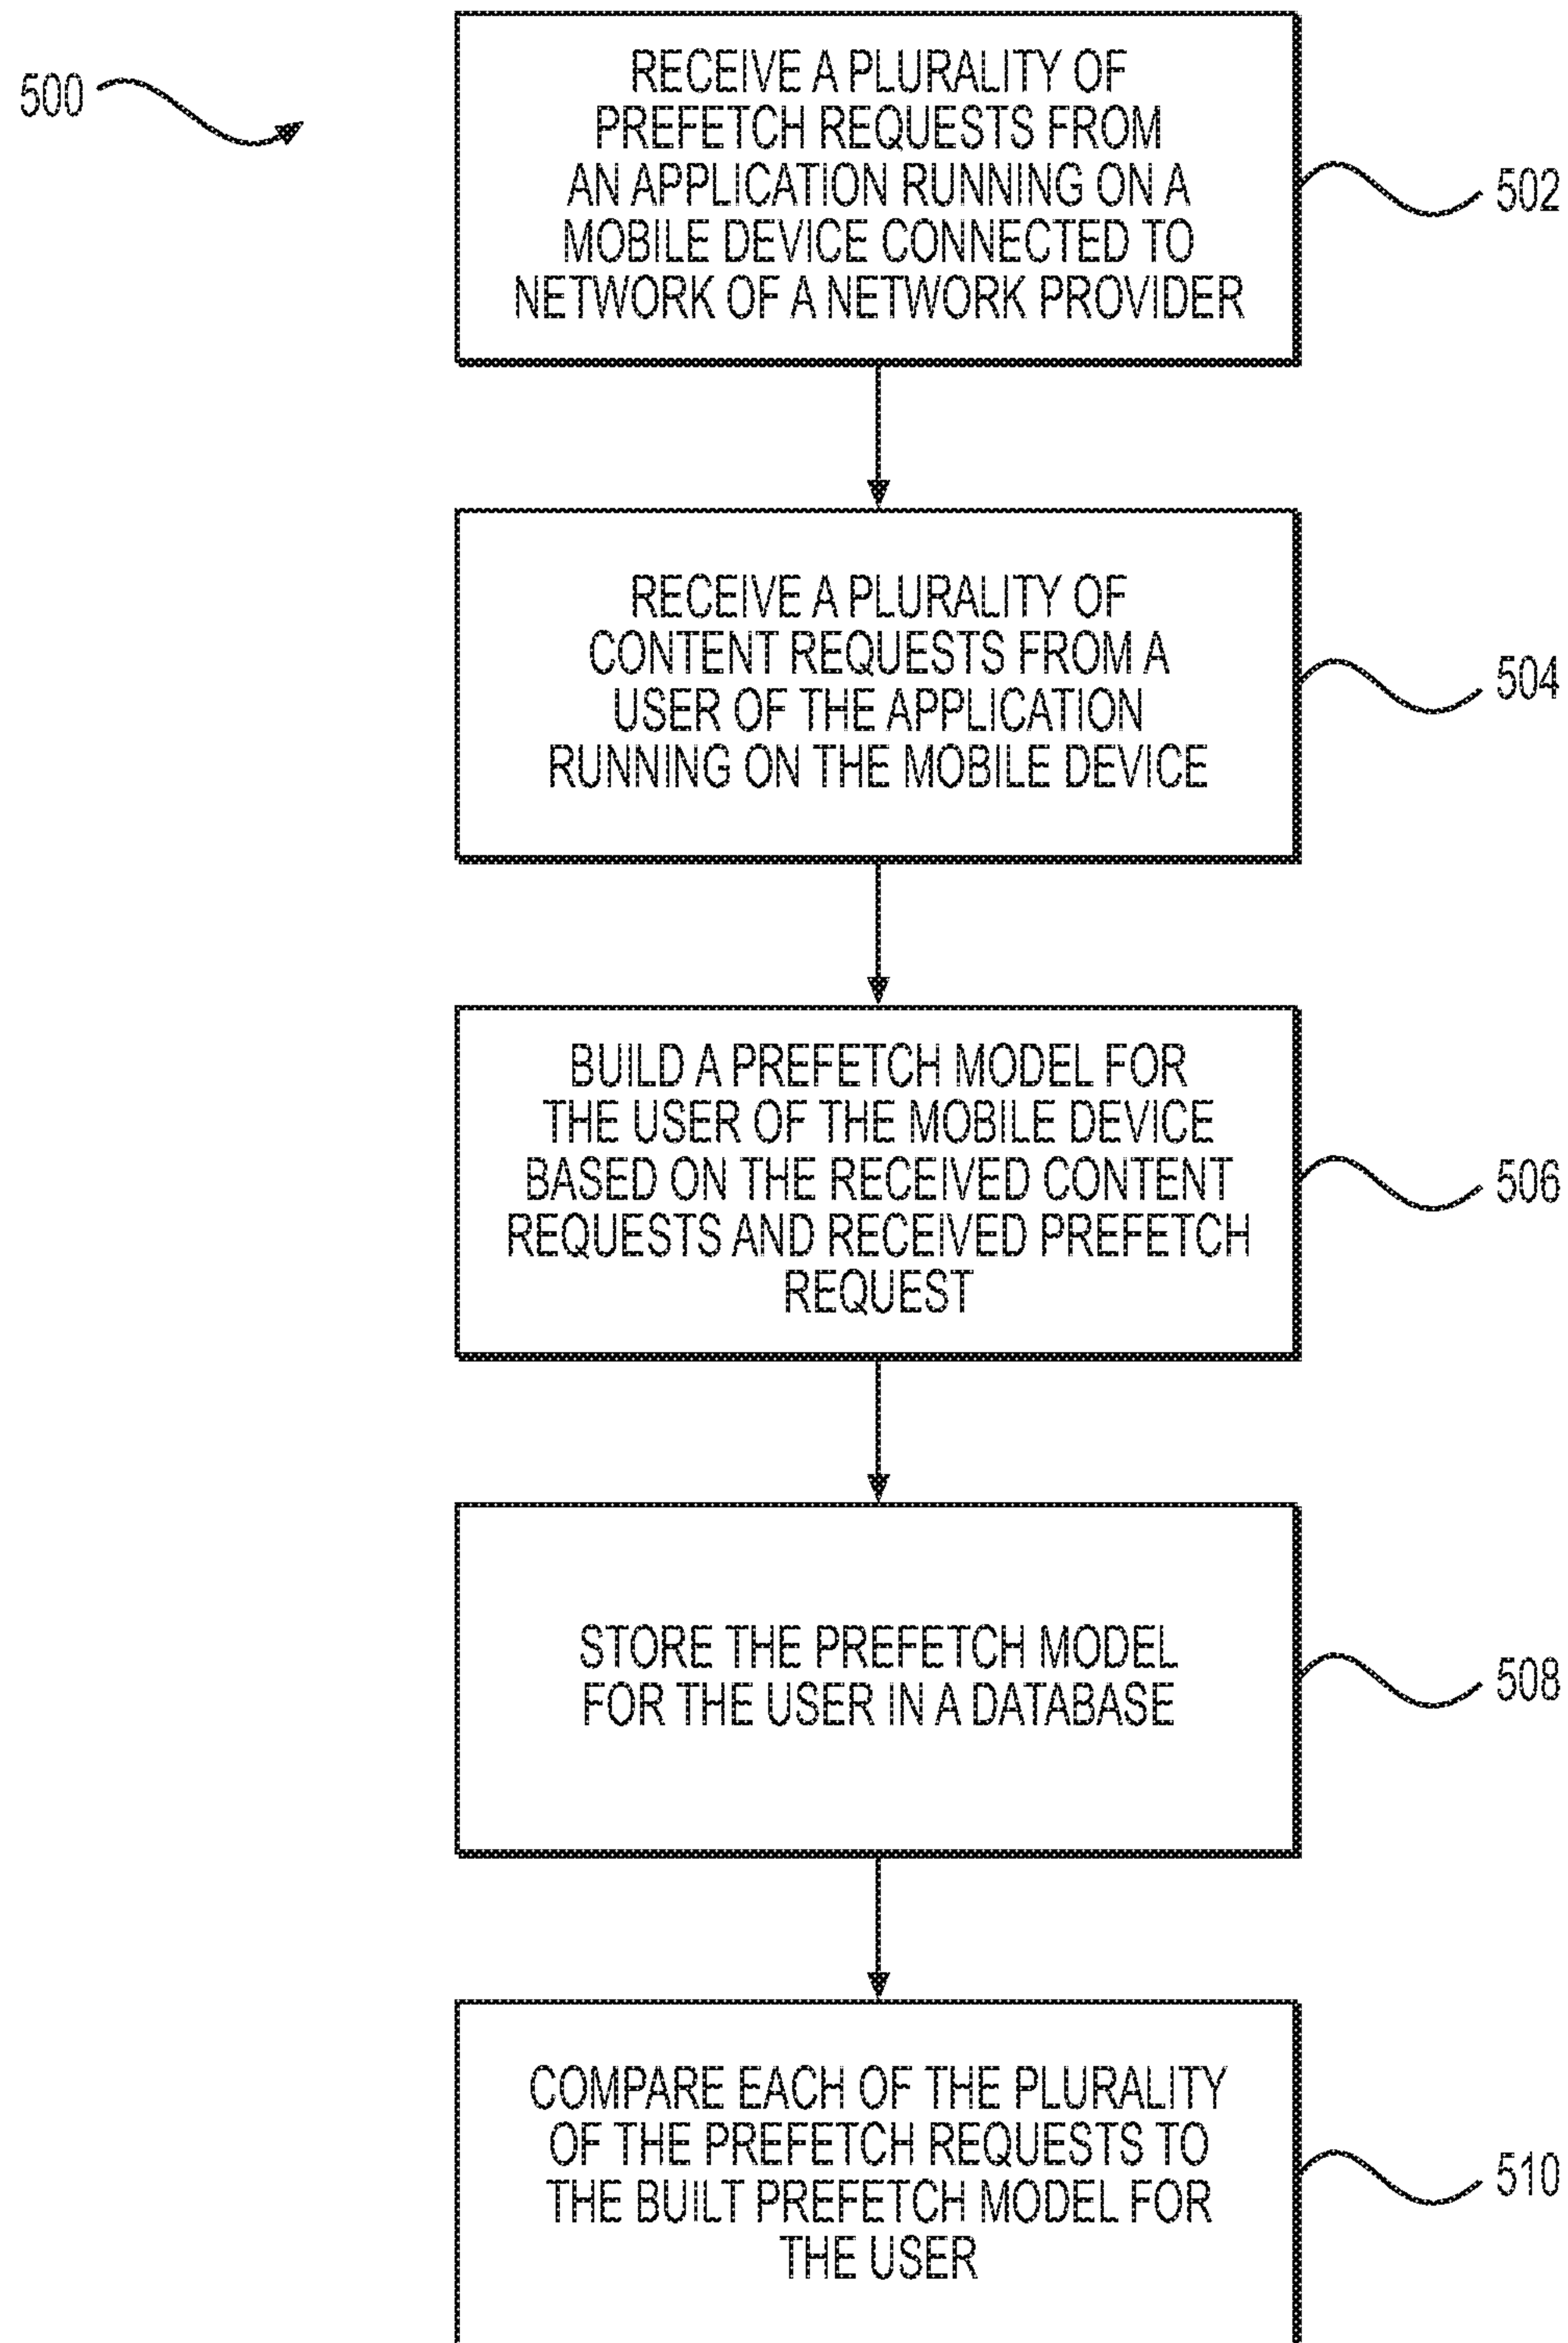 500
RECEIVE A PLURALITY OF
PREFETCH REQUESTS FROM
AN APPLICATION RUNNING ON A
MOBILE DEVICE CONNECTED TO
NETWORK OF A NETWORK PROVIDER
502
RECEIVE A PLURALITY OF
CONTENT REQUESTS FROM A
USER OF THE APPLICATION
RUNNING ON THE MOBILE DEVICE
504
BUILD A PREFETCH MODEL FOR
THE USER OF THE MOBILE DEVICE
BASED ON THE RECEIVED CONTENT
REQUESTS AND RECEIVED PREFETCH
REQUEST
506
STORE THE PREFETCH MODEL
FOR THE USER IN A DATABASE
508
COMPARE EACH OF THE PLURALITY
OF THE PREFETCH REQUESTS TO
THE BUILT PREFETCH MODEL FOR
THE USER
510